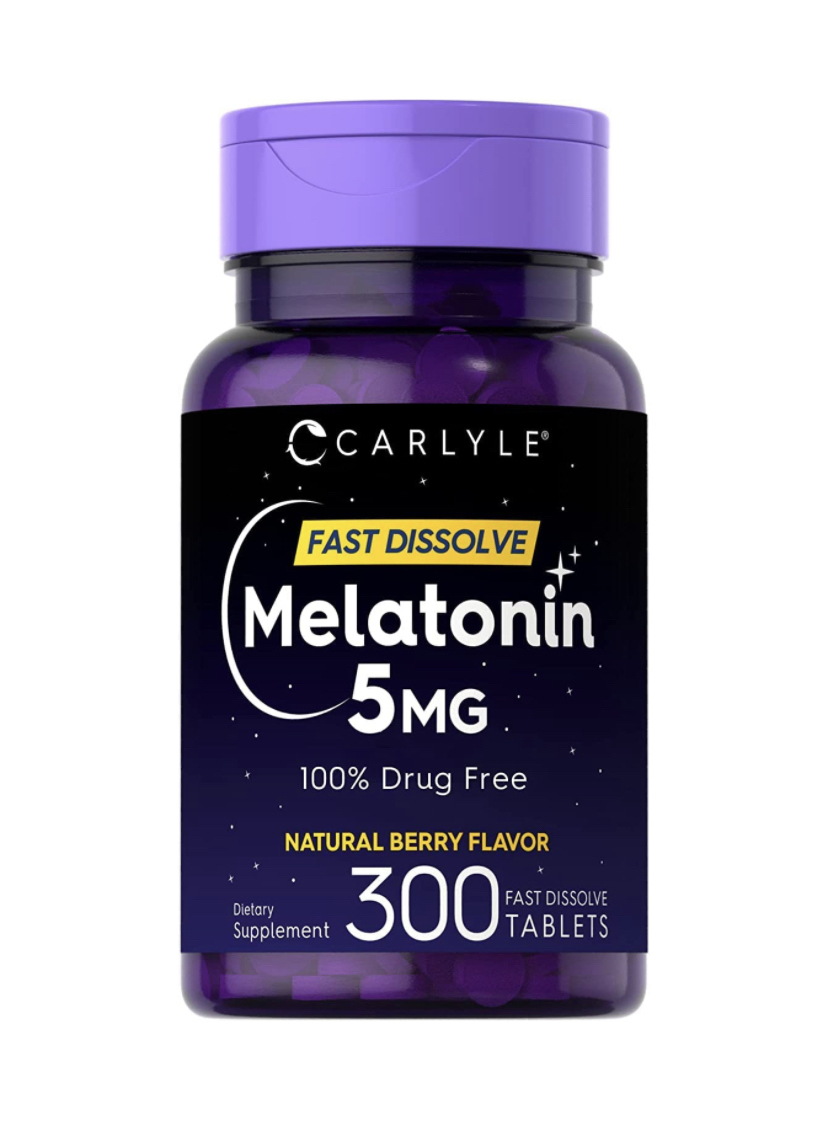 CARLYLE®
FAST DISSOLVE
Melatonin
5MG
100% Drug Free
NATURAL BERRY FLAVOR
Dietary
Supplement
300
FAST DISSOLVE
TABLETS